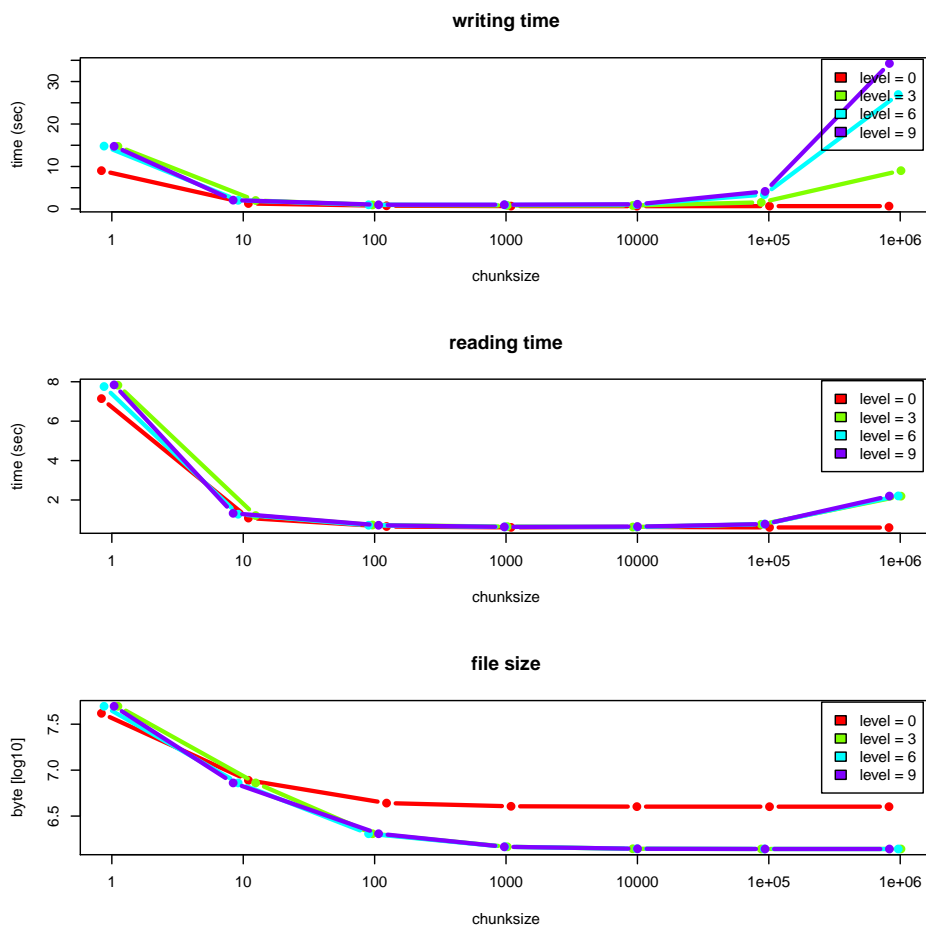 writing time
time (sec)
0
10
20
30
level = 0
level = 3
level = 6
level = 9
1
10
100
1000
10000
1e+05
1e+06
chunksize
reading time
time (sec)
2
4
6
8
level = 0
level = 3
level = 6
level = 9
1
10
100
1000
10000
1e+05
1e+06
chunksize
file size
byte [log10]
6.5
7.0
7.5
level = 0
level = 3
level = 6
level = 9
1
10
100
1000
10000
1e+05
1e+06
chunksize